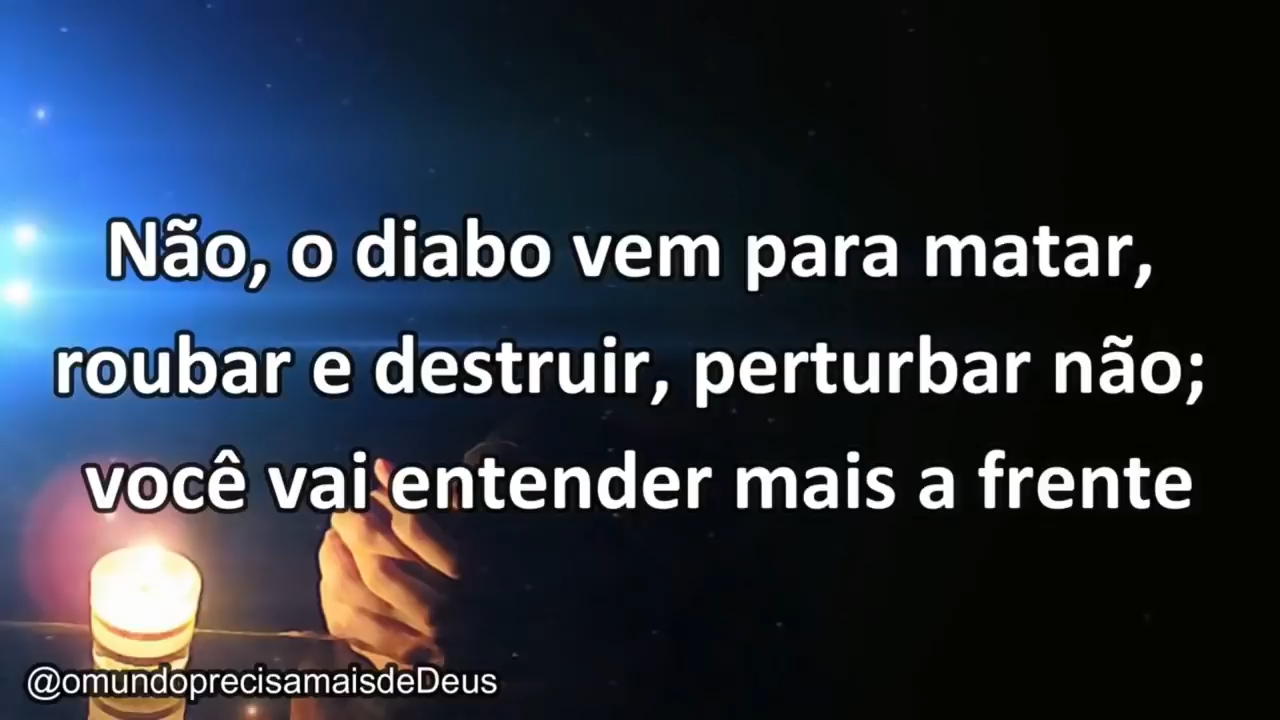 Não, o diabo vem para matar,
roubar e destruir, perturbar não;
você vai entender mais a frente
@omundoprecisamaisdeDeus